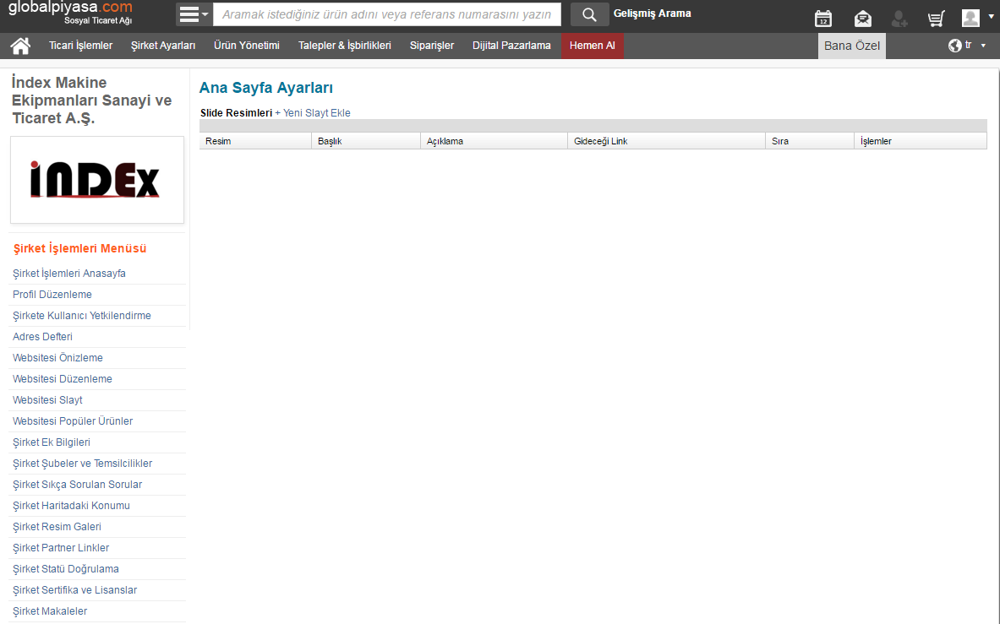 globalpiyasa.com
Sosyal Ticaret Ağı
Aramak istediğiniz ürün adını veya referans numarasını yazın
Gelişmiş Arama
12
Ticari İşlemler
Şirket Ayarları
Ürün Yönetimi
Talepler & İşbirlikleri
Siparişler
Dijital Pazarlama
Hemen Al
Bana Özel
tr
İndex Makine
Ekipmanları Sanayi ve
Ticaret A.Ş.
iNDEx
Şirket İşlemleri Menüsü
Şirket İşlemleri Anasayfa
Profil Düzenleme
Şirkete Kullanıcı Yetkilendirme
Adres Defteri
Websitesi Önizleme
Websitesi Düzenleme
Websitesi Slayt
Websitesi Popüler Ürünler
Şirket Ek Bilgileri
Şirket Şubeler ve Temsilcilikler
Şirket Sıkça Sorulan Sorular
Şirket Haritadaki Konumu
Şirket Resim Galeri
Şirket Partner Linkler
Şirket Statü Doğrulama
Şirket Sertifika ve Lisanslar
Şirket Makaleler
Ana Sayfa Ayarları
Slide Resimleri + Yeni Slayt Ekle
Resim
Başlık
Açıklama
Gideceği Link
Sıra
İşlemler